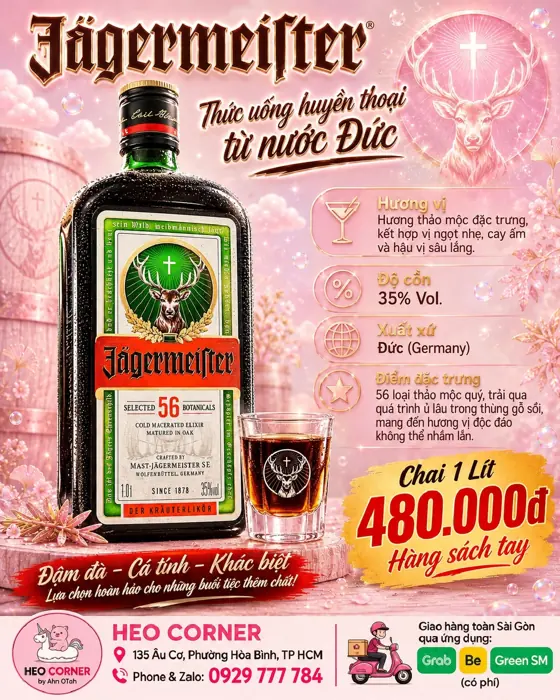 Jägermeister®
Thức uống huyền thoại
từ nước Đức
Hương vị
Hương thảo mộc đặc trưng,
kết hợp vị ngọt nhẹ, cay ấm
và hậu vị sâu lắng.
Độ cồn
35% Vol.
Xuất xứ
Đức (Germany)
Điểm đặc trưng
56 loại thảo mộc quý, trải qua
quá trình ủ lâu trong thùng gỗ sồi,
mang đến hương vị độc đáo
không thể nhầm lẫn.
Jägermeister
SELECTED 56 BOTANICALS
COLD MACERATED ELIXIR
MATURED IN OAK
CRAFTED BY
MAST-JÄGERMEISTER SE
WOLFENBÜTTEL, GERMANY
1.0l SINCE 1878 35%vol
DER KRÄUTERLIKÖR
Chai 1 Lít
480.000đ
Hàng sách tay
Đậm đà – Cá tính – Khác biệt
Lựa chọn hoàn hảo cho những buổi tiệc thêm chất!
HEO CORNER
by Ahn OTah
HEO CORNER
135 Âu Cơ, Phường Hòa Bình, TP HCM
Phone & Zalo: 0929 777 784
Giao hàng toàn Sài Gòn
qua ứng dụng:
Grab Be Green SM
(có phí)